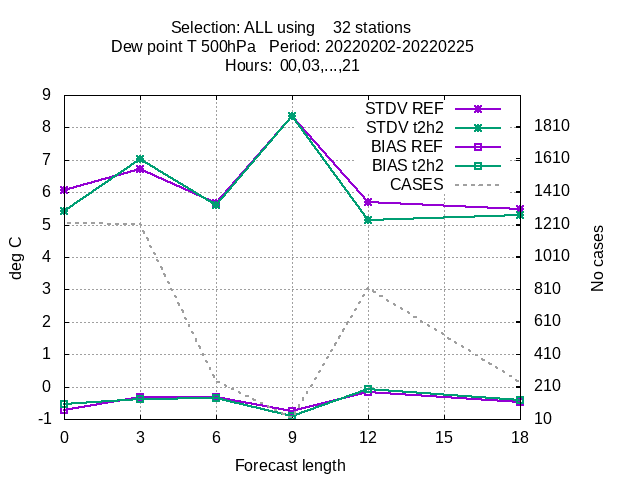 Selection: ALL using 32 stations
Dew point T 500hPa Period: 20220202-20220225
Hours: 00,03,...,21
STDV REF
STDV t2h2
BIAS REF
BIAS t2h2
CASES
9
8
7
6
5
4
3
2
1
0
-1
deg C
1810
1610
1410
1210
1010
810
610
410
210
10
No cases
0 3 6 9 12 15 18
Forecast length